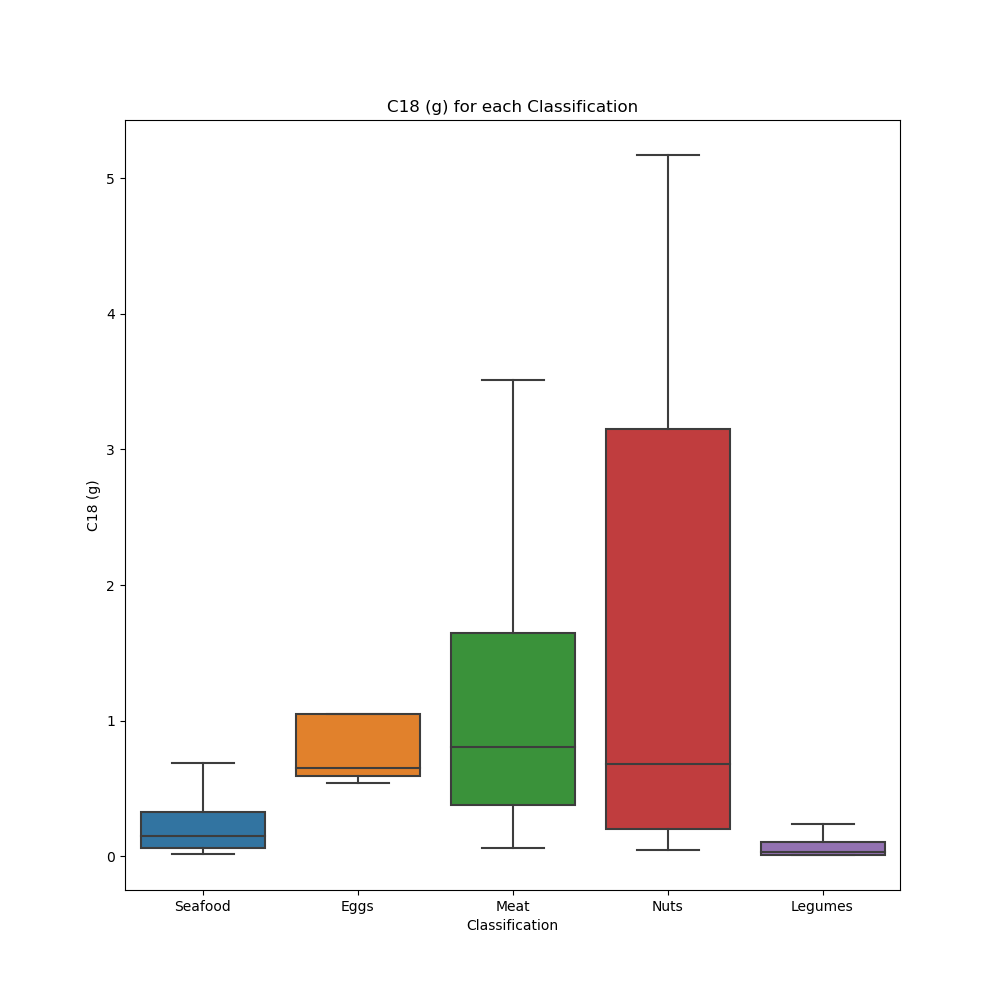 C18 (g) for each Classification
5
4
3
2
1
0
C18 (g)
Seafood Eggs Meat Nuts Legumes
Classification